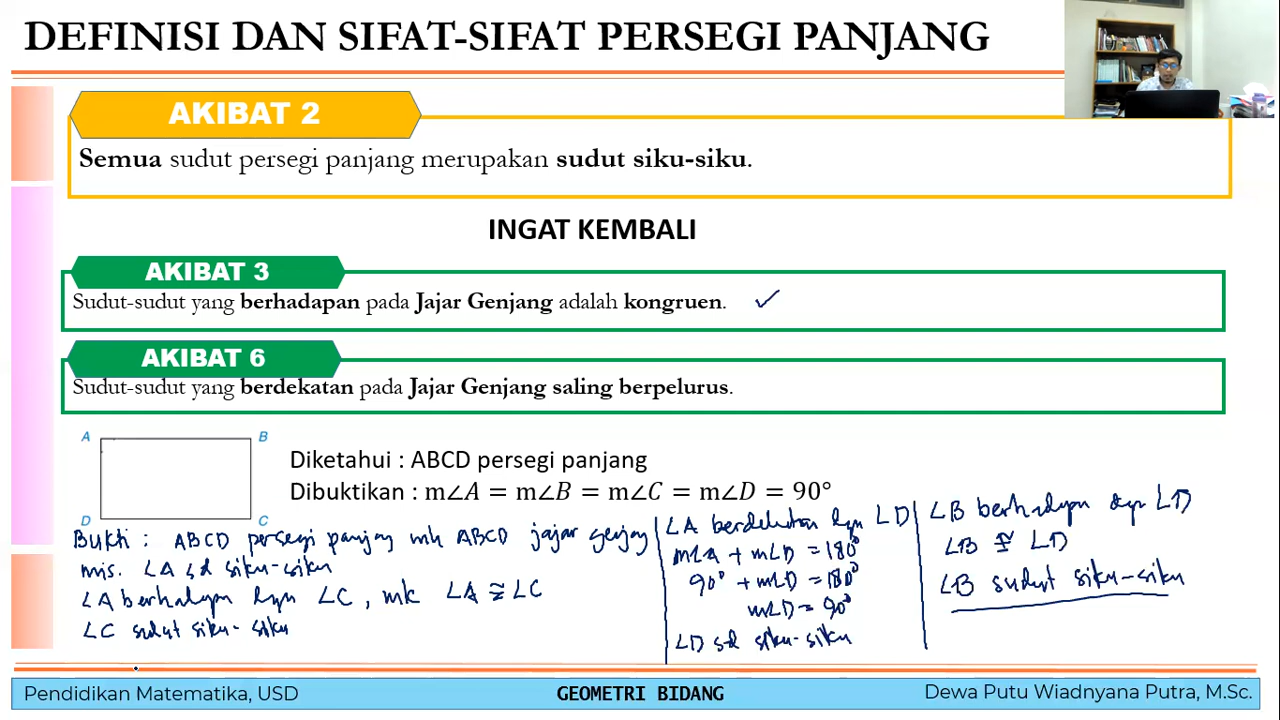 DEFINISI DAN SIFAT-SIFAT PERSEGI PANJANG
AKIBAT 2
Semua sudut persegi panjang merupakan sudut siku-siku.
INGAT KEMBALI
AKIBAT 3
Sudut-sudut yang berhadapan pada Jajar Genjang adalah kongruen. ✓
AKIBAT 6
Sudut-sudut yang berdekatan pada Jajar Genjang saling berpelurus.
A B
D C
Diketahui : ABCD persegi panjang
Dibuktikan : m∠A = m∠B = m∠C = m∠D = 90°
Bukti : ABCD persegi panjang mk ABCD jajar genjang
mis. ∠A sd siku-siku
∠A berhadapan dgn ∠C, mk ∠A ≅ ∠C
∠C sudut siku-siku
∠A berdekatan dgn ∠D
m∠A + m∠D = 180°
90° + m∠D = 180°
m∠D = 90°
∠D sd siku-siku
∠B berhadapan dgn ∠D
∠B ≅ ∠D
∠B sudut siku-siku
Pendidikan Matematika, USD
GEOMETRI BIDANG
Dewa Putu Wiadnyana Putra, M.Sc.